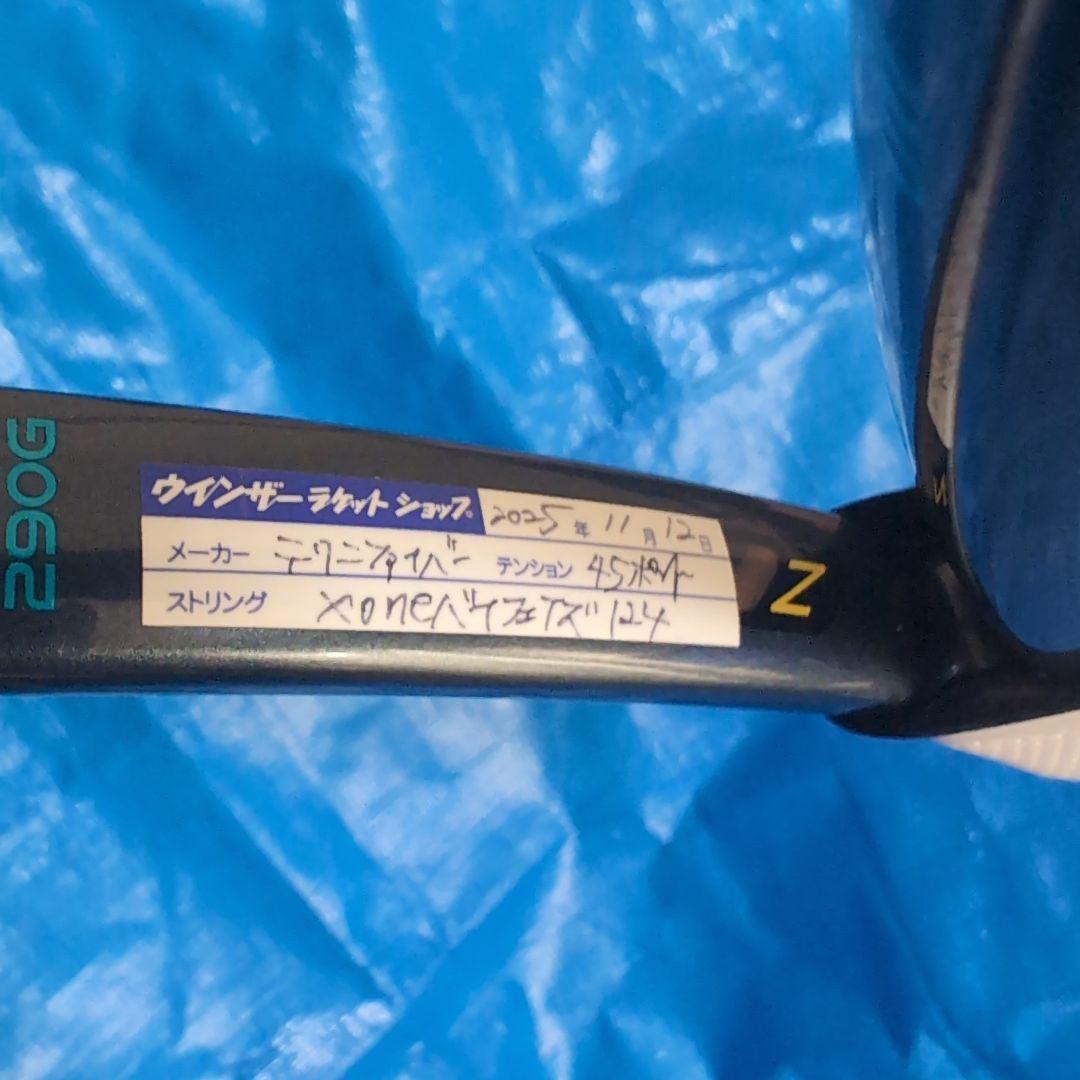 290G
ウインザーラケットショップ。 2025年 11月 12日
メーカー テクニファイバー テンション 45ポンド
ストリング Xoneバイフェイズ 124
Z